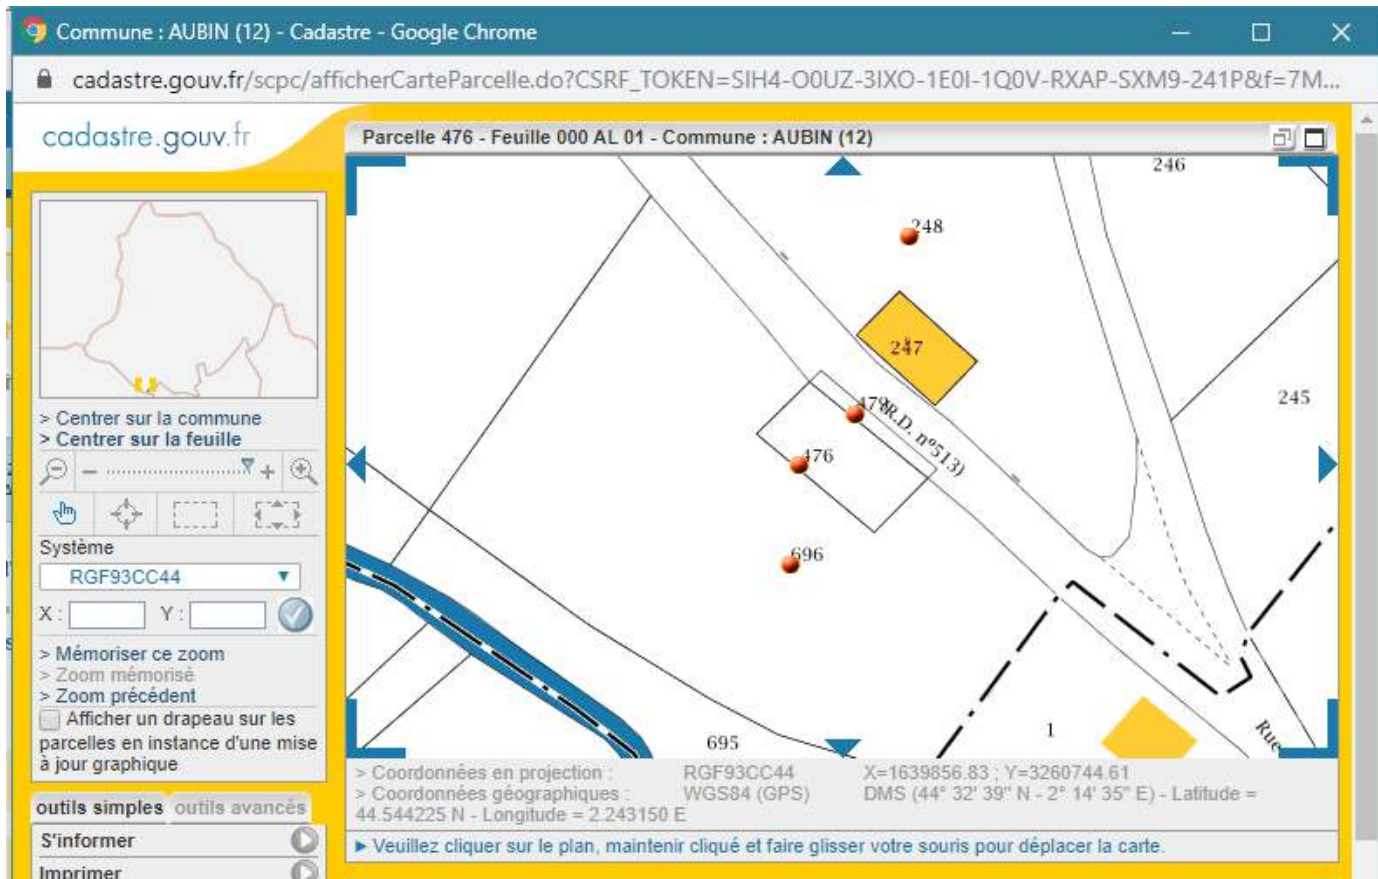 Commune : AUBIN (12) - Cadastre - Google Chrome
cadastre.gouv.fr/scpc/afficherCarteParcelle.do?CSRF_TOKEN=SIH4-O0UZ-3IXO-1E0I-1Q0V-RXAP-SXM9-241P&f=7M...
cadastre.gouv.fr
Parcelle 476 - Feuille 000 AL 01 - Commune : AUBIN (12)
246
248
247
245
479
(R.D. nº513)
476
696
695
1
Rue
> Centrer sur la commune
> Centrer sur la feuille
Système
RGF93CC44
X : Y :
> Mémoriser ce zoom
> Zoom mémorisé
> Zoom précédent
Afficher un drapeau sur les
parcelles en instance d'une mise
à jour graphique
outils simples outils avancés
S'informer
Imprimer
> Coordonnées en projection : RGF93CC44 X=1639856.83 ; Y=3260744.61
> Coordonnées géographiques : WGS84 (GPS) DMS (44° 32' 39" N - 2° 14' 35" E) - Latitude =
44.544225 N - Longitude = 2.243150 E
Veuillez cliquer sur le plan, maintenir cliqué et faire glisser votre souris pour déplacer la carte.